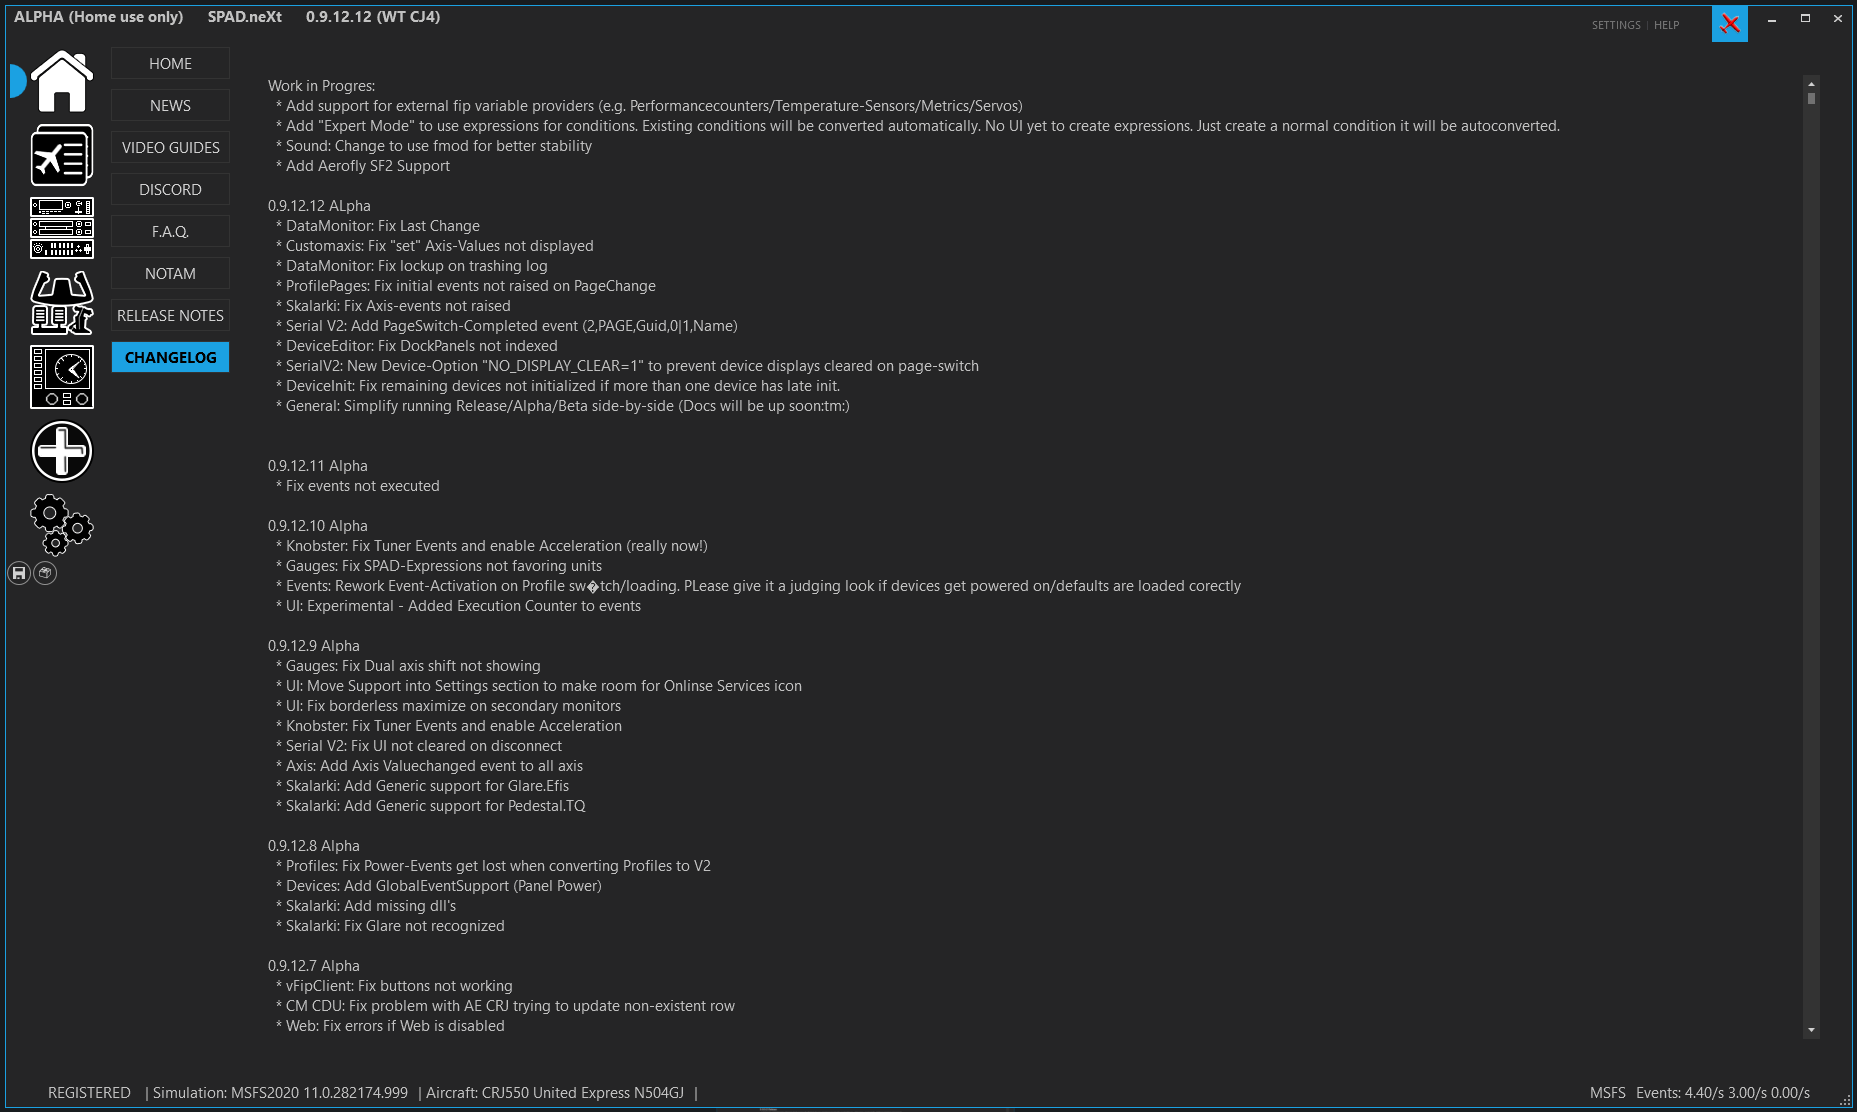 ALPHA (Home use only) SPAD.neXt 0.9.12.12 (WT CJ4)
SETTINGS | HELP
HOME
NEWS
VIDEO GUIDES
DISCORD
F.A.Q.
NOTAM
RELEASE NOTES
CHANGELOG
Work in Progres:
* Add support for external fip variable providers (e.g. Performancecounters/Temperature-Sensors/Metrics/Servos)
* Add "Expert Mode" to use expressions for conditions. Existing conditions will be converted automatically. No UI yet to create expressions. Just create a normal condition it will be autoconverted.
* Sound: Change to use fmod for better stability
* Add Aerofly SF2 Support
0.9.12.12 ALpha
* DataMonitor: Fix Last Change
* Customaxis: Fix "set" Axis-Values not displayed
* DataMonitor: Fix lockup on trashing log
* ProfilePages: Fix initial events not raised on PageChange
* Skalarki: Fix Axis-events not raised
* Serial V2: Add PageSwitch-Completed event (2,PAGE,Guid,0|1,Name)
* DeviceEditor: Fix DockPanels not indexed
* SerialV2: New Device-Option "NO_DISPLAY_CLEAR=1" to prevent device displays cleared on page-switch
* DeviceInit: Fix remaining devices not initialized if more than one device has late init.
* General: Simplify running Release/Alpha/Beta side-by-side (Docs will be up soon:tm:)
0.9.12.11 Alpha
* Fix events not executed
0.9.12.10 Alpha
* Knobster: Fix Tuner Events and enable Acceleration (really now!)
* Gauges: Fix SPAD-Expressions not favoring units
* Events: Rework Event-Activation on Profile sw�tch/loading. PLease give it a judging look if devices get powered on/defaults are loaded corectly
* UI: Experimental - Added Execution Counter to events
0.9.12.9 Alpha
* Gauges: Fix Dual axis shift not showing
* UI: Move Support into Settings section to make room for Onlinse Services icon
* UI: Fix borderless maximize on secondary monitors
* Knobster: Fix Tuner Events and enable Acceleration
* Serial V2: Fix UI not cleared on disconnect
* Axis: Add Axis Valuechanged event to all axis
* Skalarki: Add Generic support for Glare.Efis
* Skalarki: Add Generic support for Pedestal.TQ
0.9.12.8 Alpha
* Profiles: Fix Power-Events get lost when converting Profiles to V2
* Devices: Add GlobalEventSupport (Panel Power)
* Skalarki: Add missing dll's
* Skalarki: Fix Glare not recognized
0.9.12.7 Alpha
* vFipClient: Fix buttons not working
* CM CDU: Fix problem with AE CRJ trying to update non-existent row
* Web: Fix errors if Web is disabled
REGISTERED | Simulation: MSFS2020 11.0.282174.999 | Aircraft: CRJ550 United Express N504GJ |
MSFS Events: 4.40/s 3.00/s 0.00/s